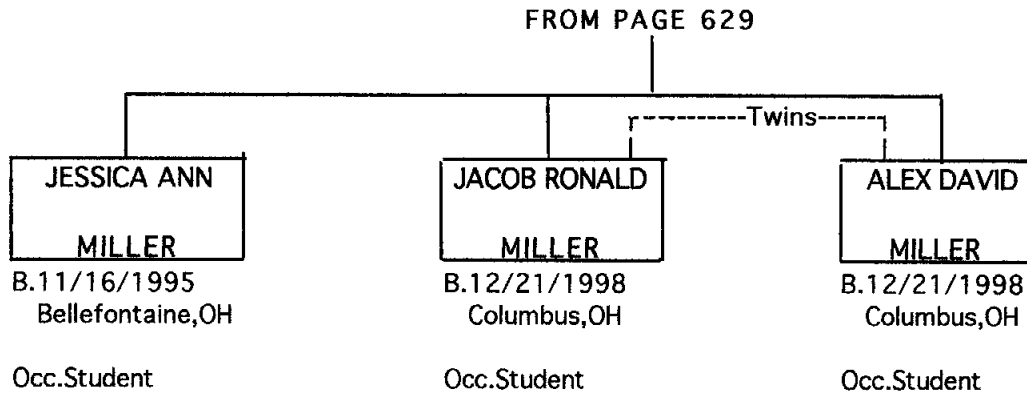 FROM PAGE 629
Twins
JESSICA ANN
MILLER
B.11/16/1995
Bellefontaine,OH
Occ.Student
JACOB RONALD
MILLER
B.12/21/1998
Columbus,OH
Occ.Student
ALEX DAVID
MILLER
B.12/21/1998
Columbus,OH
Occ.Student